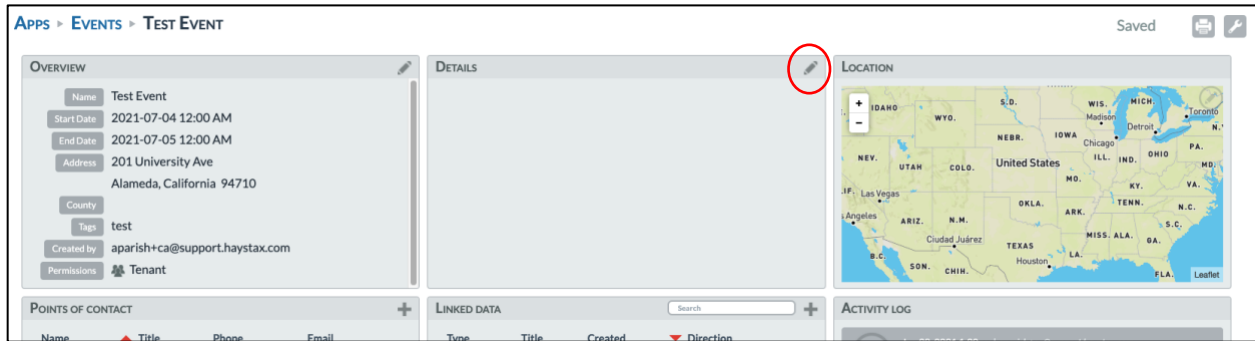 APPS ▸ EVENTS ▸ TEST EVENT
Saved
OVERVIEW
Name Test Event
Start Date 2021-07-04 12:00 AM
End Date 2021-07-05 12:00 AM
Address 201 University Ave
Alameda, California 94710
County
Tags test
Created by aparish+ca@support.haystax.com
Permissions Tenant
DETAILS
LOCATION
+
−
IDAHO
S.D.
WIS.
MICH.
Toronto
WYO.
Madison
Detroit
N.
NEBR.
IOWA
Chicago
PA.
NEV.
UTAH
COLO.
United States
ILL.
IND.
OHIO
MD.
MO.
KY.
VA.
Las Vegas
OKLA.
TENN.
N.C.
Angeles
ARIZ.
N.M.
ARK.
S.C.
Ciudad Juárez
TEXAS
MISS.
ALA.
GA.
B.C.
SON.
CHIH.
Houston
LA.
FLA.
Leaflet
POINTS OF CONTACT
Name Title Phone Email
LINKED DATA
Search
Type Title Created Direction
ACTIVITY LOG